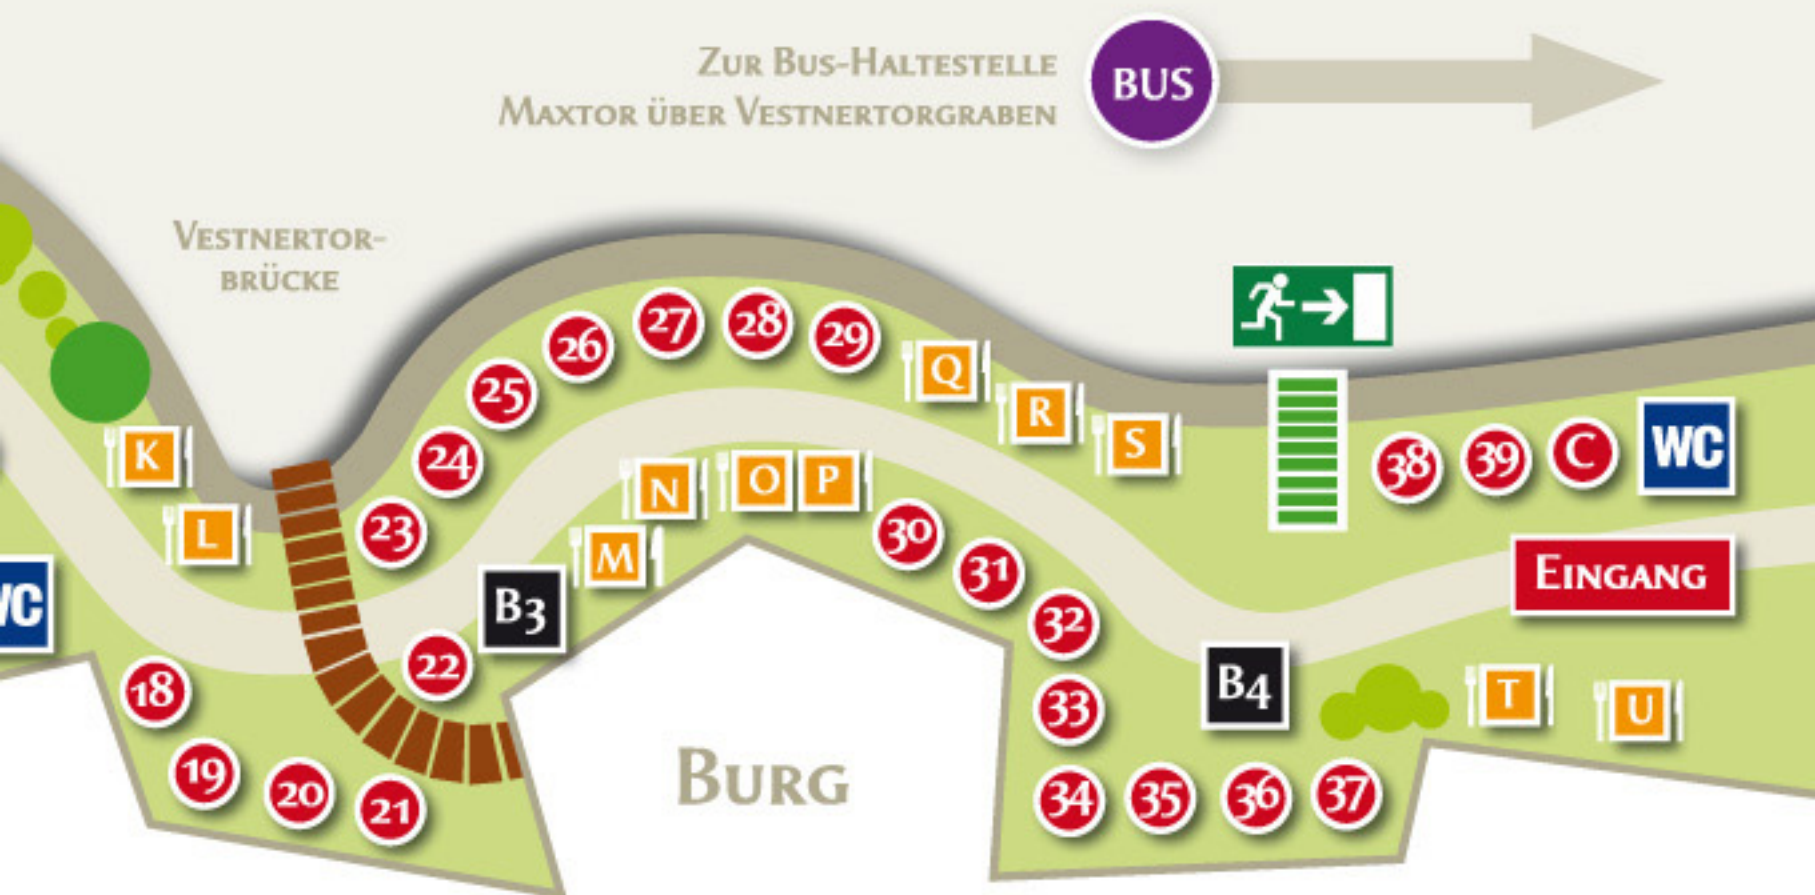 Zur Bus-Haltestelle
Maxtor über Vestnertorgraben
BUS
Vestnertor-
brücke
26
27
28
29
25
Q
R
S
K
24
38
39
C
WC
L
23
N
O
P
M
30
31
Eingang
WC
B3
32
22
18
33
B4
T
U
19
20
21
Burg
34
35
36
37